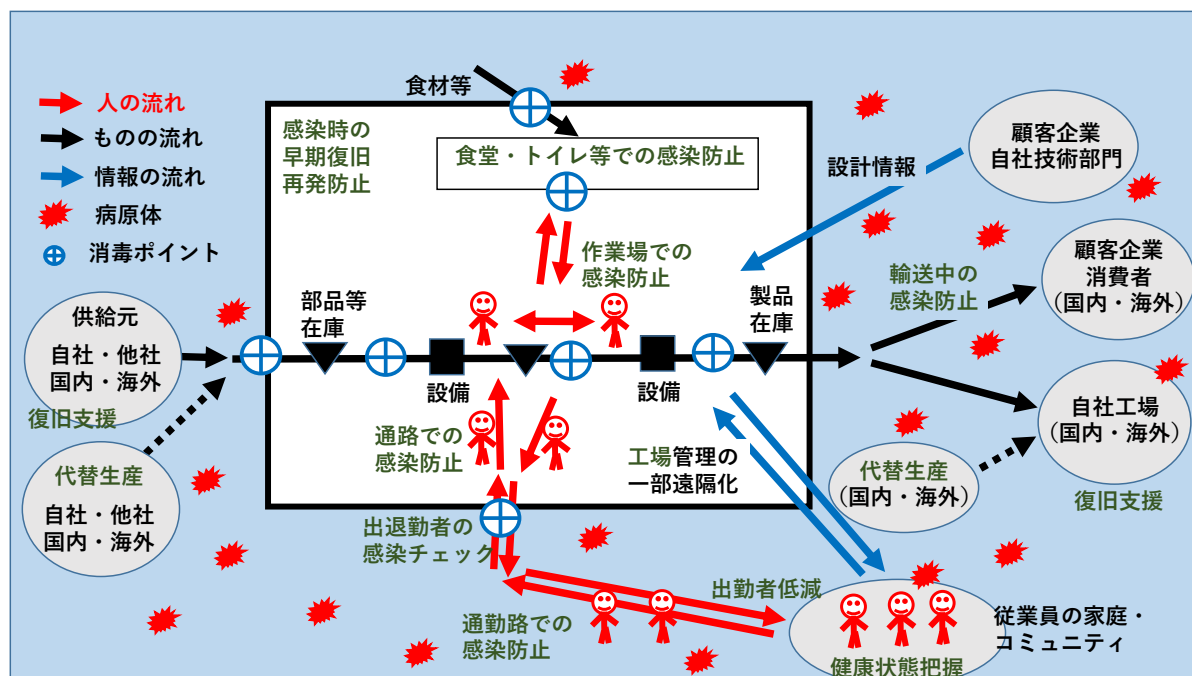 人の流れ
ものの流れ
情報の流れ
病原体
消毒ポイント
食材等
感染時の
早期復旧
再発防止
食堂・トイレ等での感染防止
設計情報
顧客企業
自社技術部門
作業場での
感染防止
輸送中の
感染防止
顧客企業
消費者
(国内・海外)
供給元
自社・他社
国内・海外
復旧支援
部品等
在庫
設備
設備
製品
在庫
代替生産
自社・他社
国内・海外
通路での
感染防止
工場管理の
一部遠隔化
代替生産
(国内・海外)
自社工場
(国内・海外)
復旧支援
出退勤者の
感染チェック
通勤路での
感染防止
出勤者低減
従業員の家庭・
コミュニティ
健康状態把握